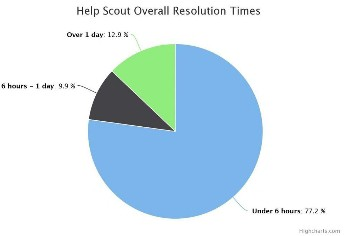 Help Scout Overall Resolution Times
Over 1 day: 12.9 %
6 hours – 1 day 9.9 %
Under 6 hours: 77.2 %
Highcharts.com